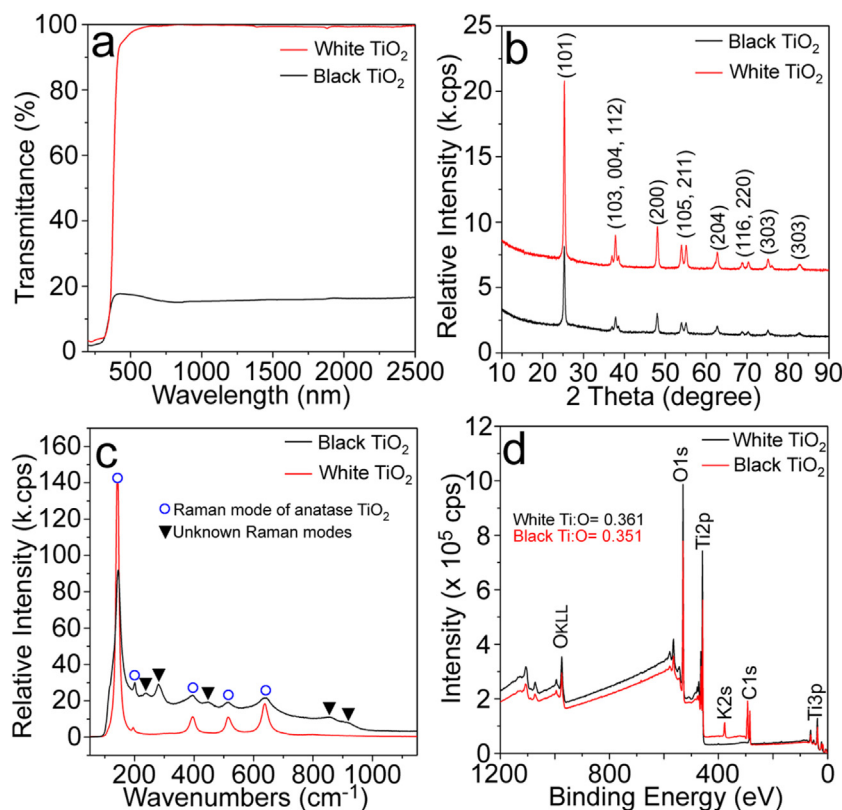 a
White TiO₂
Black TiO₂
Transmittance (%)
100
80
60
40
20
0
500 1000 1500 2000 2500
Wavelength (nm)
b
Black TiO₂
White TiO₂
Relative Intensity (k.cps)
25
20
15
10
5
0
(101)
(103, 004, 112)
(200)
(105, 211)
(204)
(116, 220)
(303)
(303)
10 20 30 40 50 60 70 80 90
2 Theta (degree)
c
Black TiO₂
White TiO₂
Raman mode of anatase TiO₂
Unknown Raman modes
Relative Intensity (k.cps)
160
140
120
100
80
60
40
20
0
200 400 600 800 1000
Wavenumbers (cm⁻¹)
d
White TiO₂
Black TiO₂
White Ti:O= 0.361
Black Ti:O= 0.351
Intensity (x 10⁵ cps)
12
10
8
6
4
2
0
OKLL
O1s
Ti2p
K2s
C1s
Ti3p
1200 800 400 0
Binding Energy (eV)